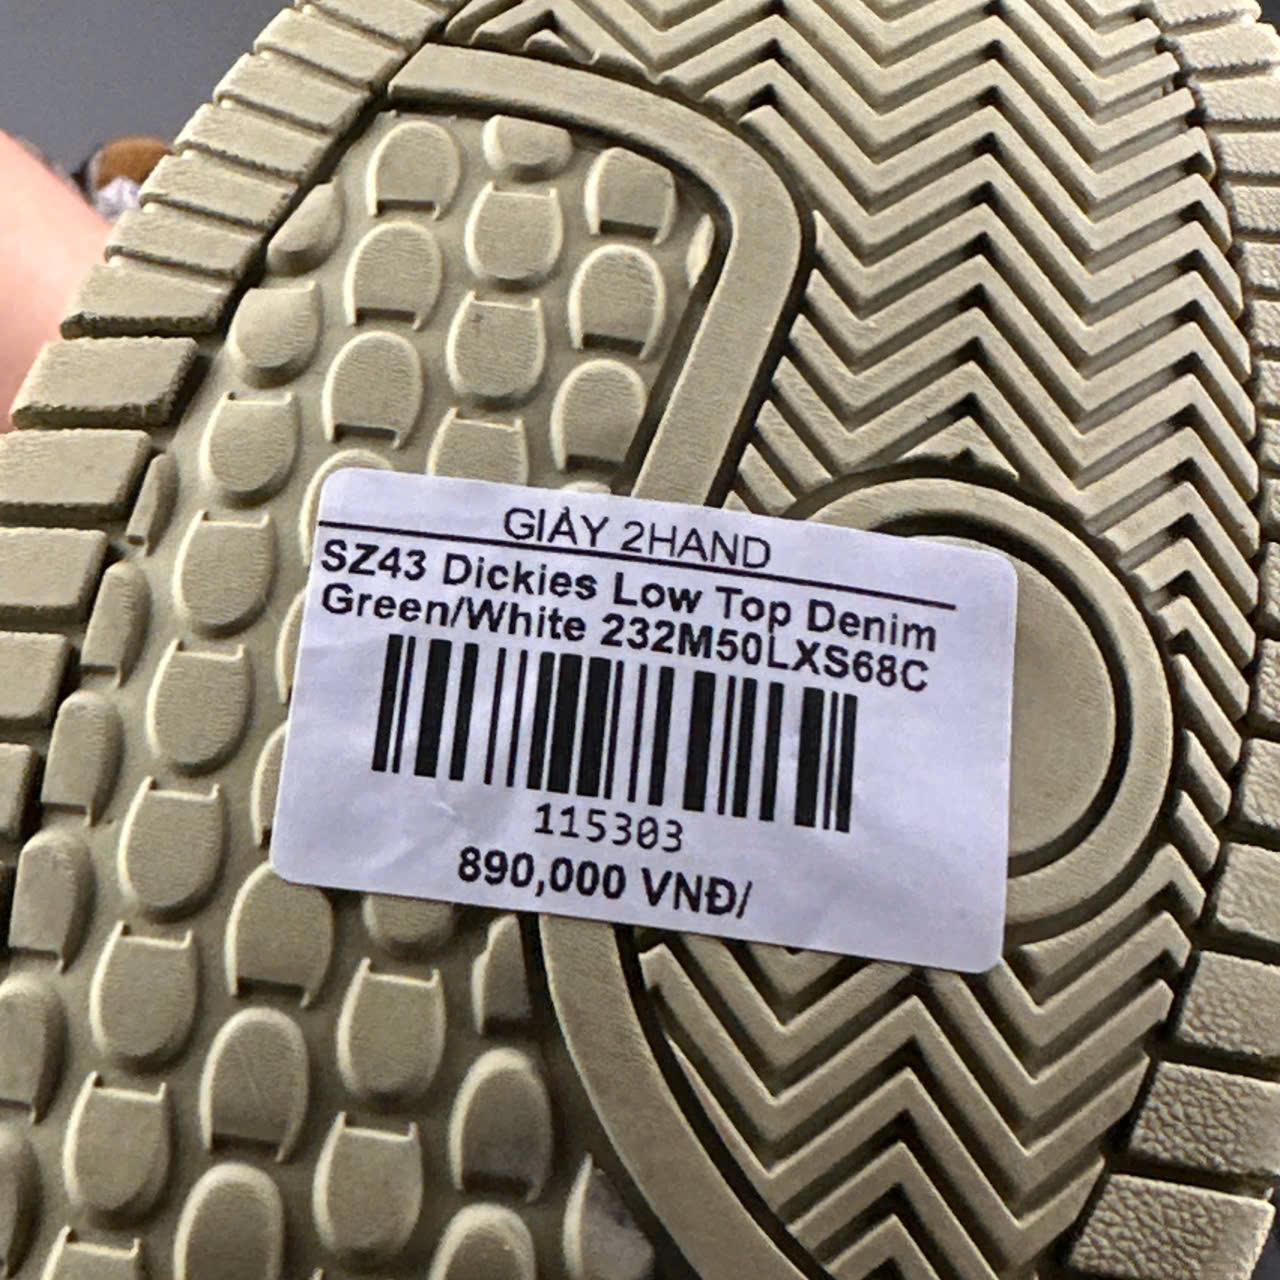 GIÀY 2HAND
SZ43 Dickies Low Top Denim
Green/White 232M50LXS68C
115303
890,000 VNĐ/